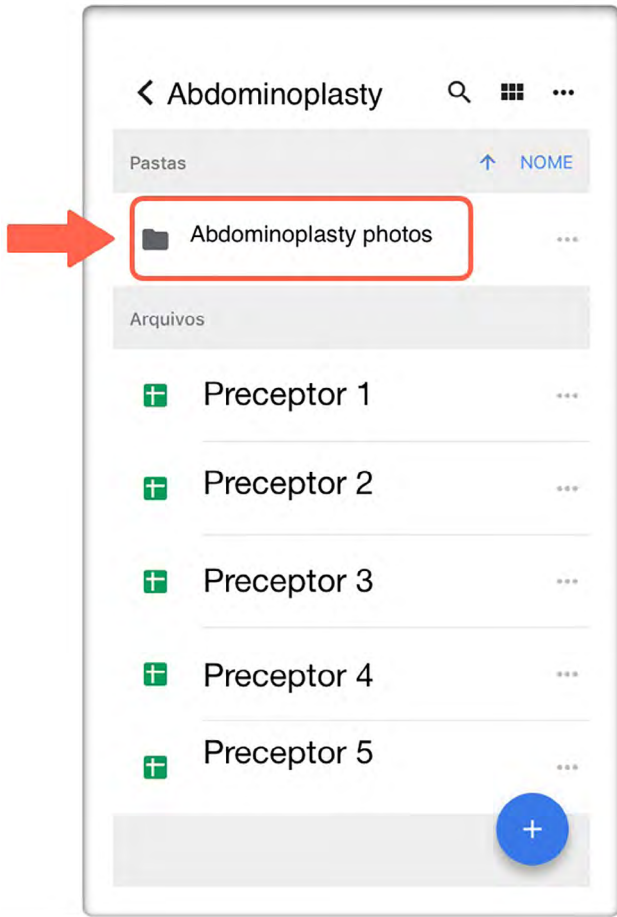 Abdominoplasty
Pastas NOME
Abdominoplasty photos
Arquivos
Preceptor 1
Preceptor 2
Preceptor 3
Preceptor 4
Preceptor 5